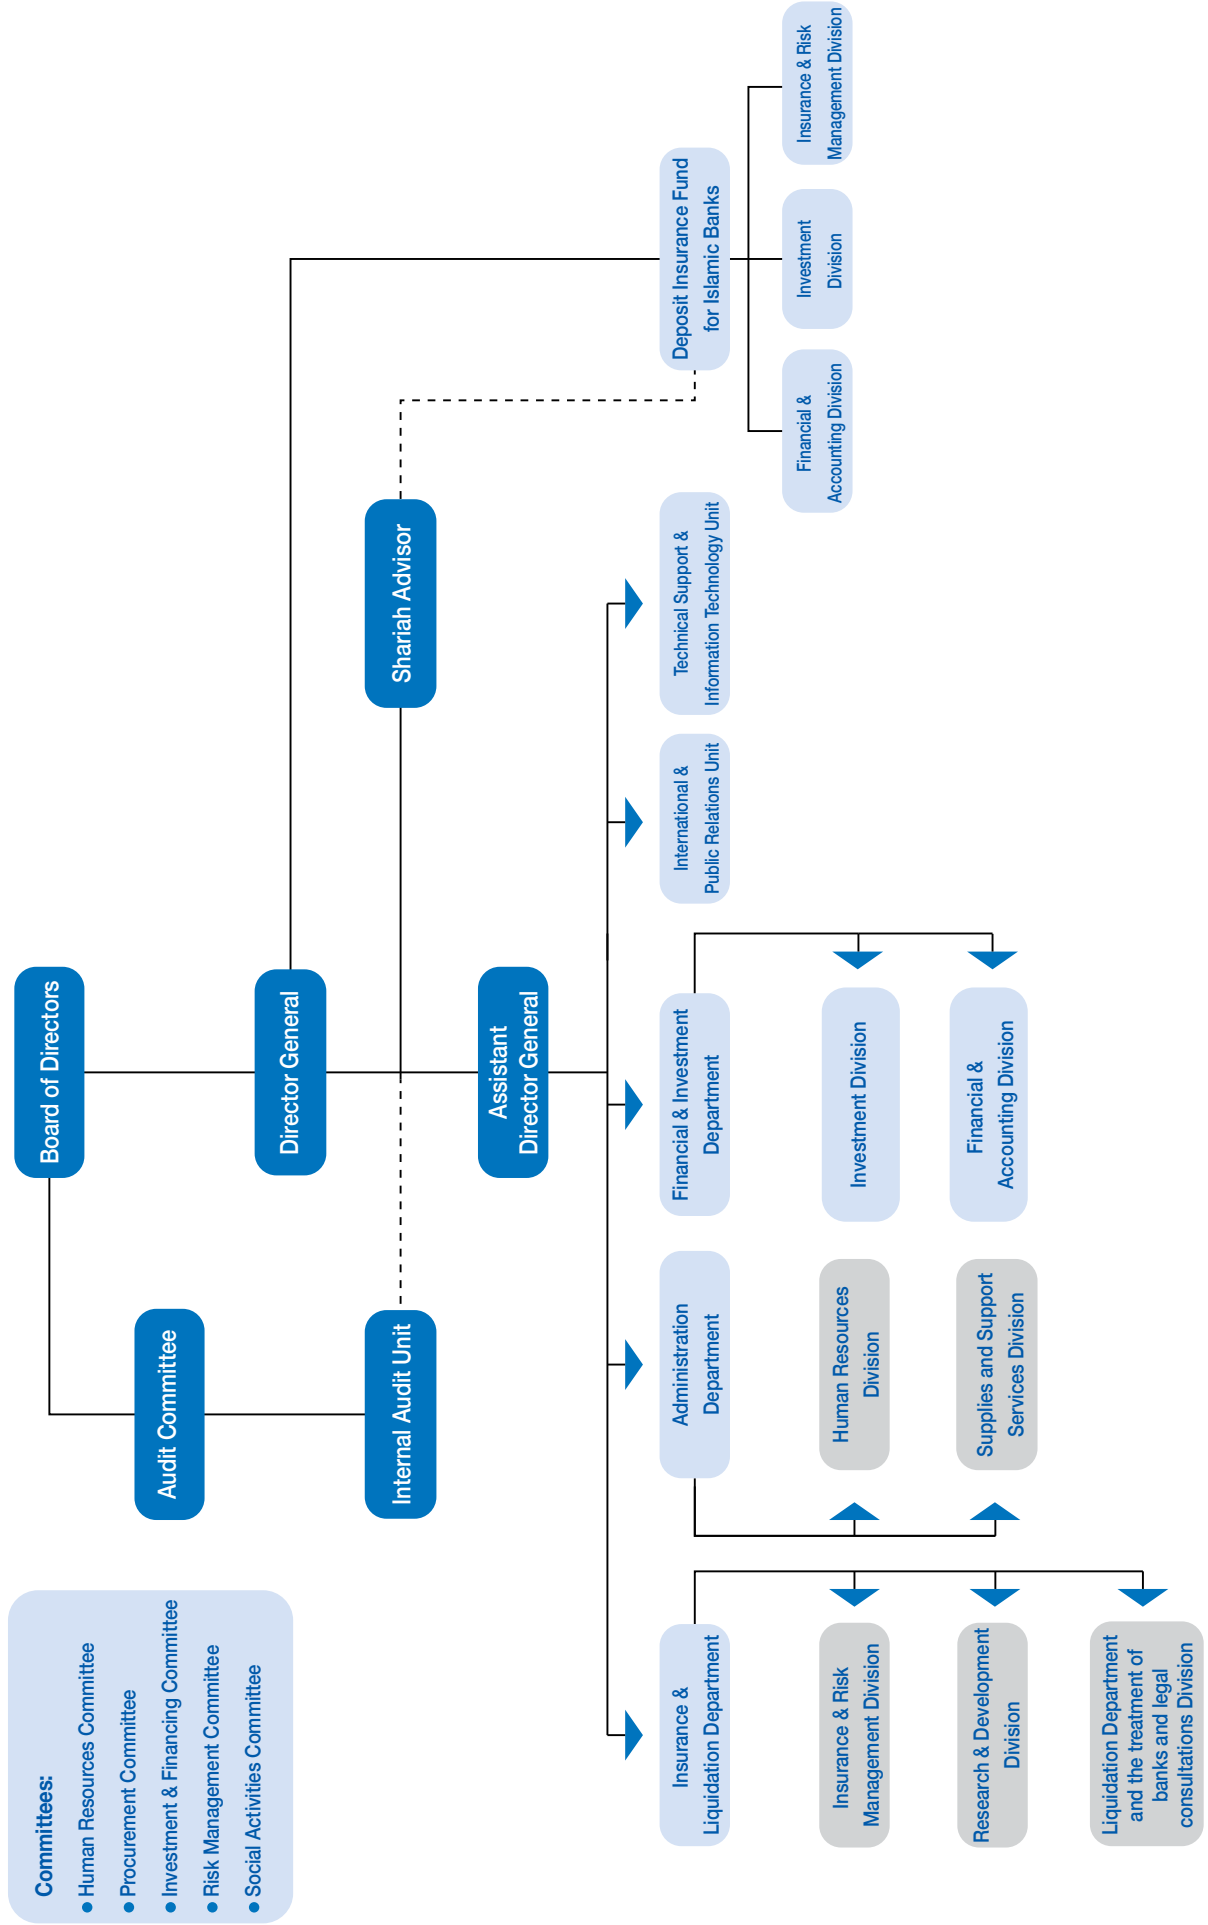 Committees:
● Human Resources Committee
● Procurement Committee
● Investment & Financing Committee
● Risk Management Committee
● Social Activities Committee
Board of Directors
Audit Committee
Director General
Internal Audit Unit
Shariah Advisor
Assistant
Director General
Insurance &
Liquidation Department
Administration
Department
Financial & Investment
Department
International &
Public Relations Unit
Technical Support &
Information Technology Unit
Deposit Insurance Fund
for Islamic Banks
Insurance & Risk
Management Division
Research & Development
Division
Liquidation Department
and the treatment of
banks and legal
consultations Division
Human Resources
Division
Supplies and Support
Services Division
Investment Division
Financial &
Accounting Division
Financial &
Accounting Division
Investment
Division
Insurance & Risk
Management Division